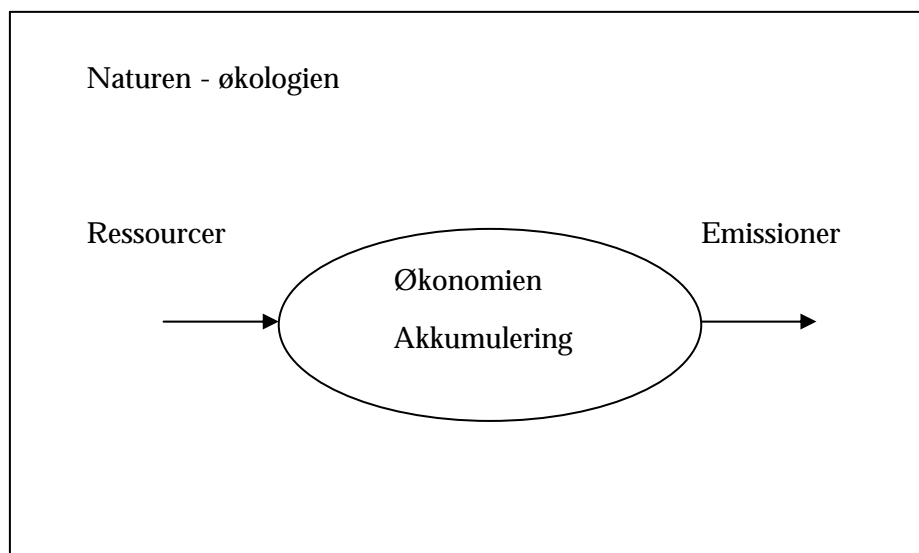 Naturen - økologien
Ressourcer
Emissioner
Økonomien
Akkumulering